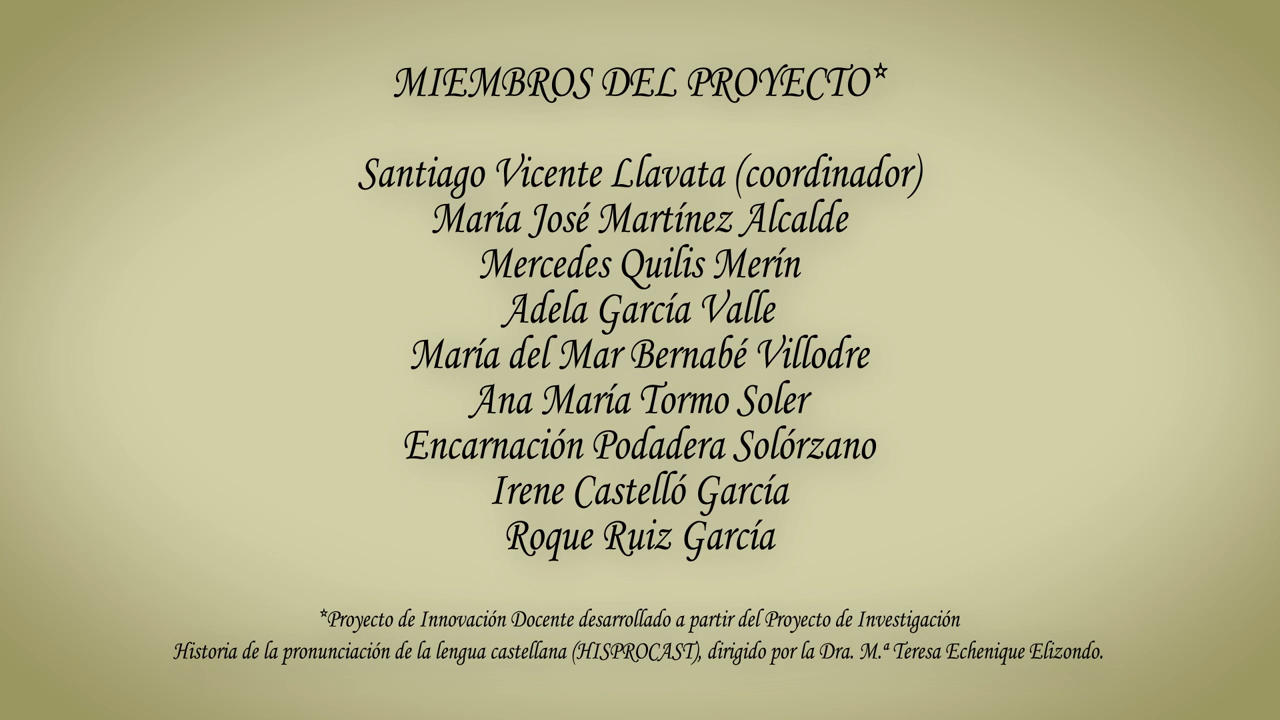 MIEMBROS DEL PROYECTO*
Santiago Vicente Llavata (coordinador)
María José Martínez Alcalde
Mercedes Quilis Merín
Adela García Valle
María del Mar Bernabé Villodre
Ana María Tormo Soler
Encarnación Podadera Solórzano
Irene Castelló García
Roque Ruiz García
*Proyecto de Innovación Docente desarrollado a partir del Proyecto de Investigación
Historia de la pronunciación de la lengua castellana (HISPROCAST), dirigido por la Dra. M.ª Teresa Echenique Elizondo.